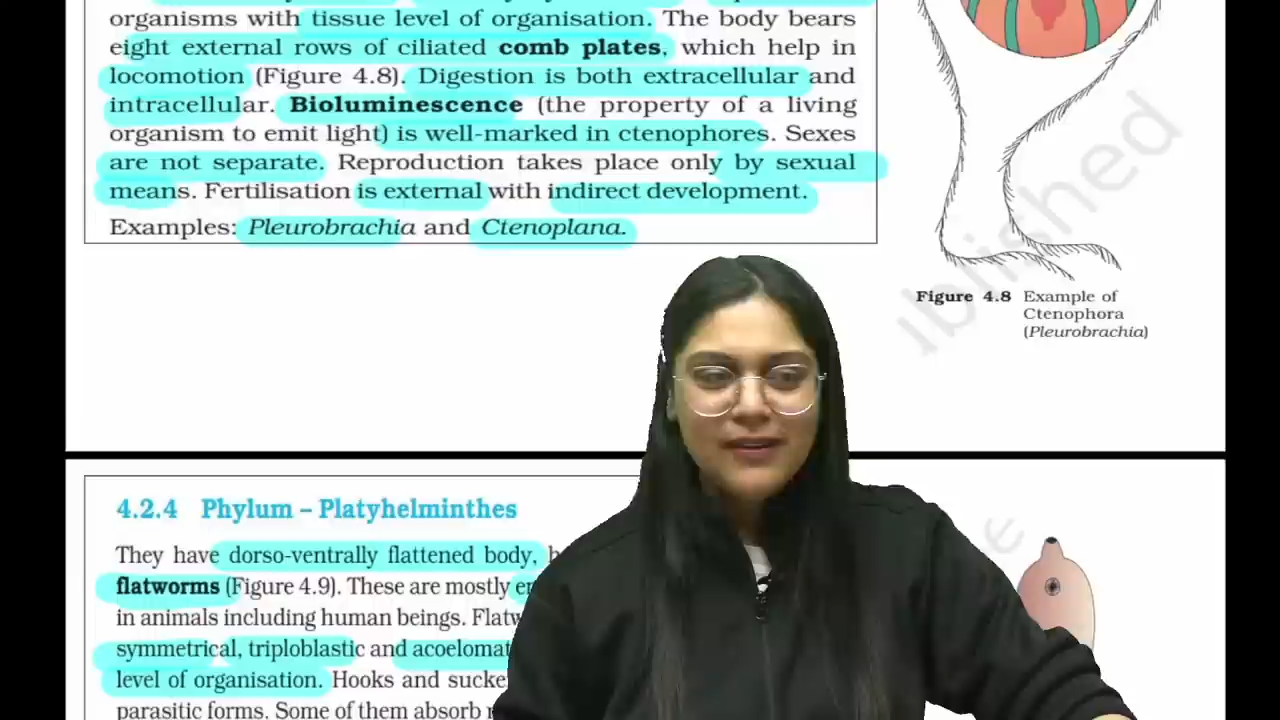 organisms with tissue level of organisation. The body bears
eight external rows of ciliated comb plates, which help in
locomotion (Figure 4.8). Digestion is both extracellular and
intracellular. Bioluminescence (the property of a living
organism to emit light) is well-marked in ctenophores. Sexes
are not separate. Reproduction takes place only by sexual
means. Fertilisation is external with indirect development.
Examples: Pleurobrachia and Ctenoplana.
Figure 4.8 Example of
Ctenophora
(Pleurobrachia)
4.2.4 Phylum – Platyhelminthes
They have dorso-ventrally flattened body,
flatworms (Figure 4.9). These are mostly
in animals including human beings.
symmetrical, triploblastic and
level of organisation. Hooks and
parasitic forms. Some of them absorb